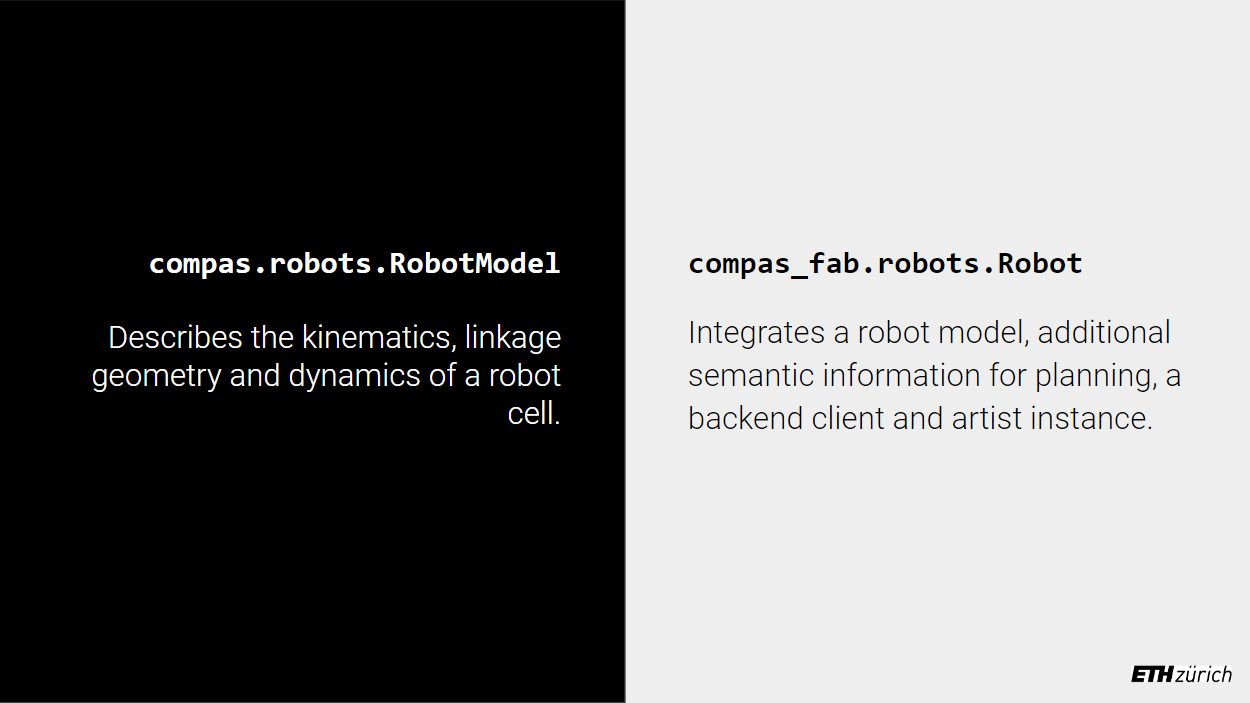 compas.robots.RobotModel
Describes the kinematics, linkage
geometry and dynamics of a robot
cell.
compas_fab.robots.Robot
Integrates a robot model, additional
semantic information for planning, a
backend client and artist instance.
ETH zürich